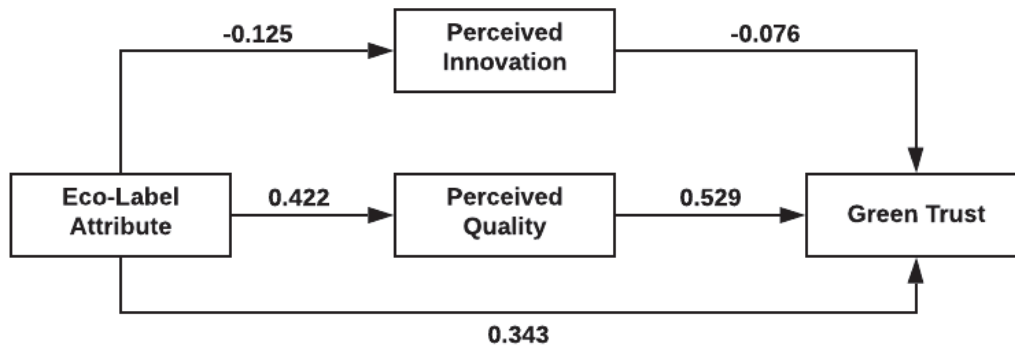 -0.125
Perceived
Innovation
-0.076
Eco-Label
Attribute
0.422
Perceived
Quality
0.529
Green Trust
0.343